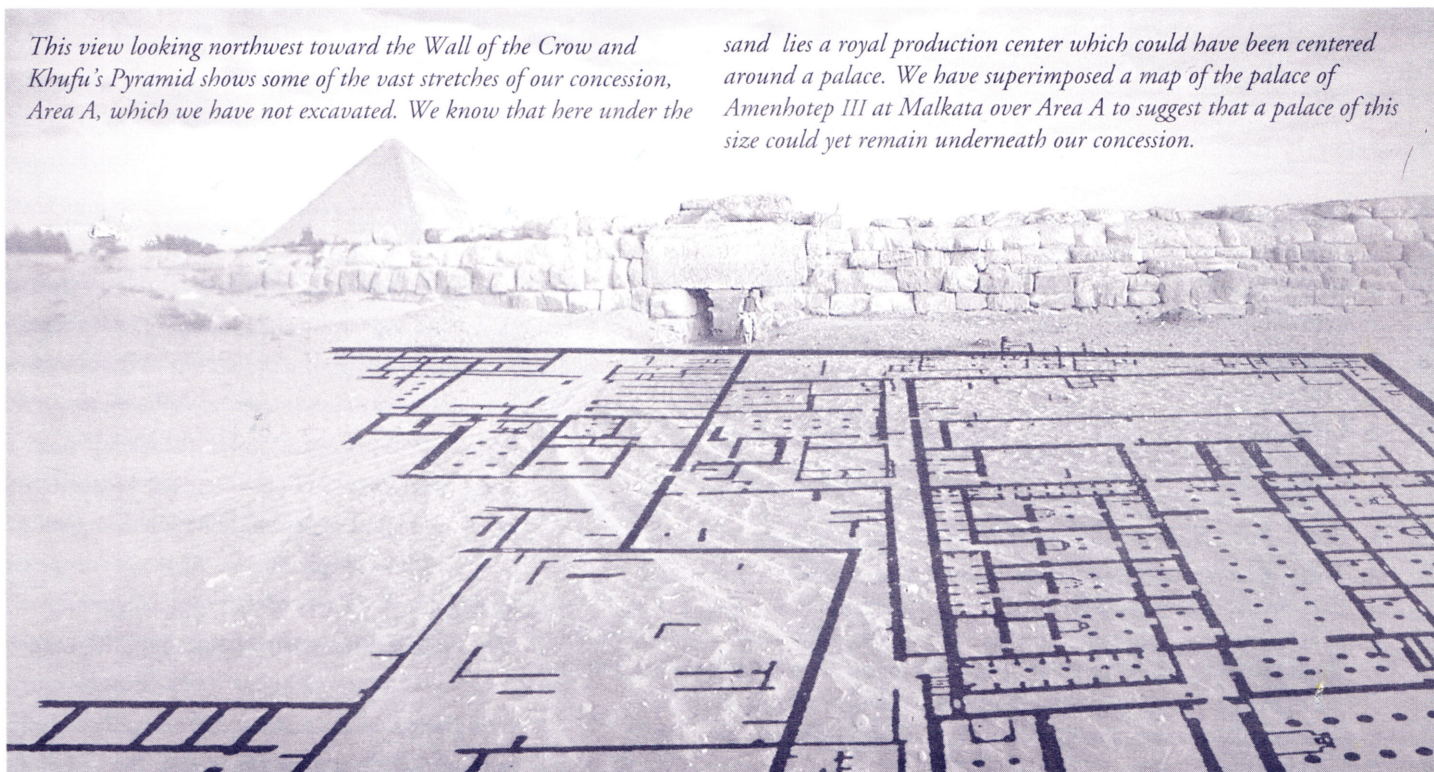 This view looking northwest toward the Wall of the Crow and
Khufu's Pyramid shows some of the vast stretches of our concession,
Area A, which we have not excavated. We know that here under the
sand lies a royal production center which could have been centered
around a palace. We have superimposed a map of the palace of
Amenhotep III at Malkata over Area A to suggest that a palace of this
size could yet remain underneath our concession.